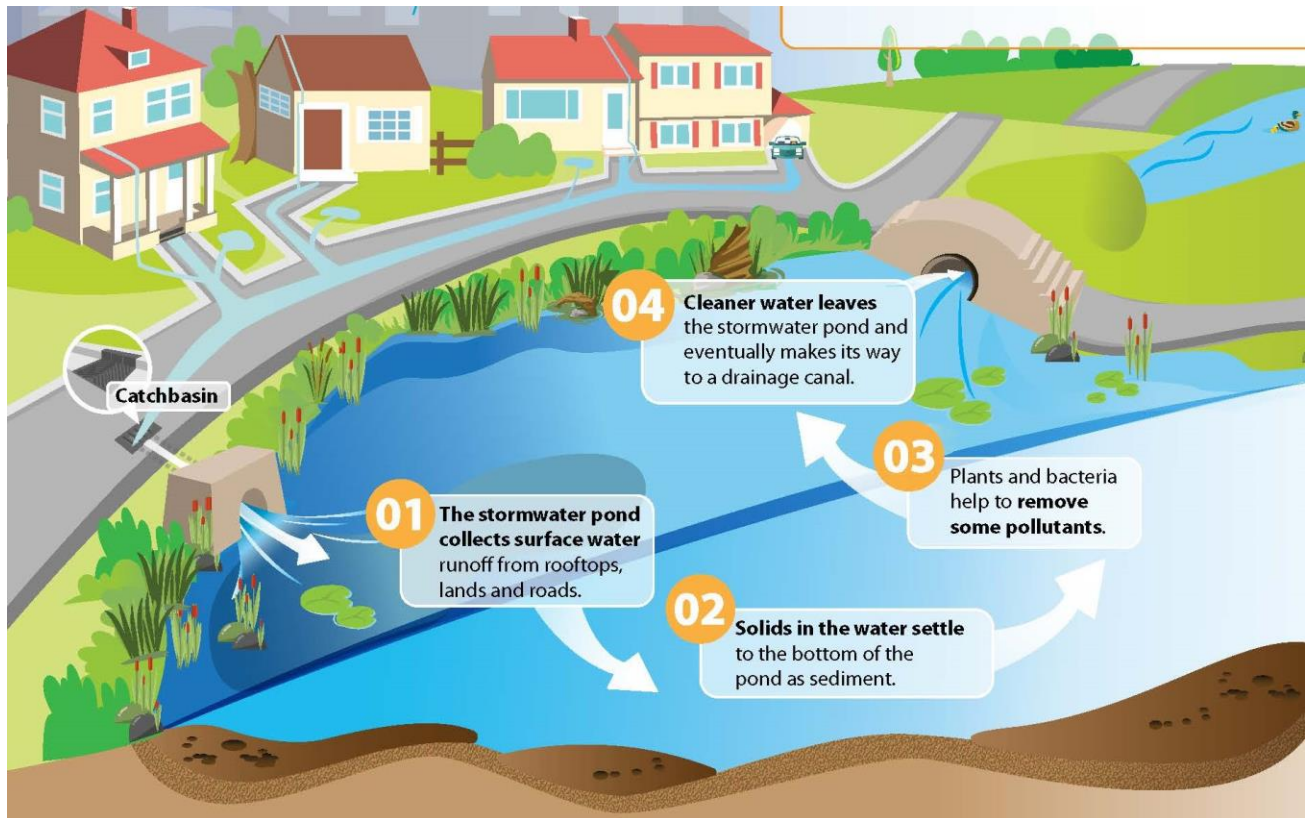 Catchbasin
01
The stormwater pond
collects surface water
runoff from rooftops,
lands and roads.
02
Solids in the water settle
to the bottom of the
pond as sediment.
03
Plants and bacteria
help to remove
some pollutants.
04
Cleaner water leaves
the stormwater pond and
eventually makes its way
to a drainage canal.